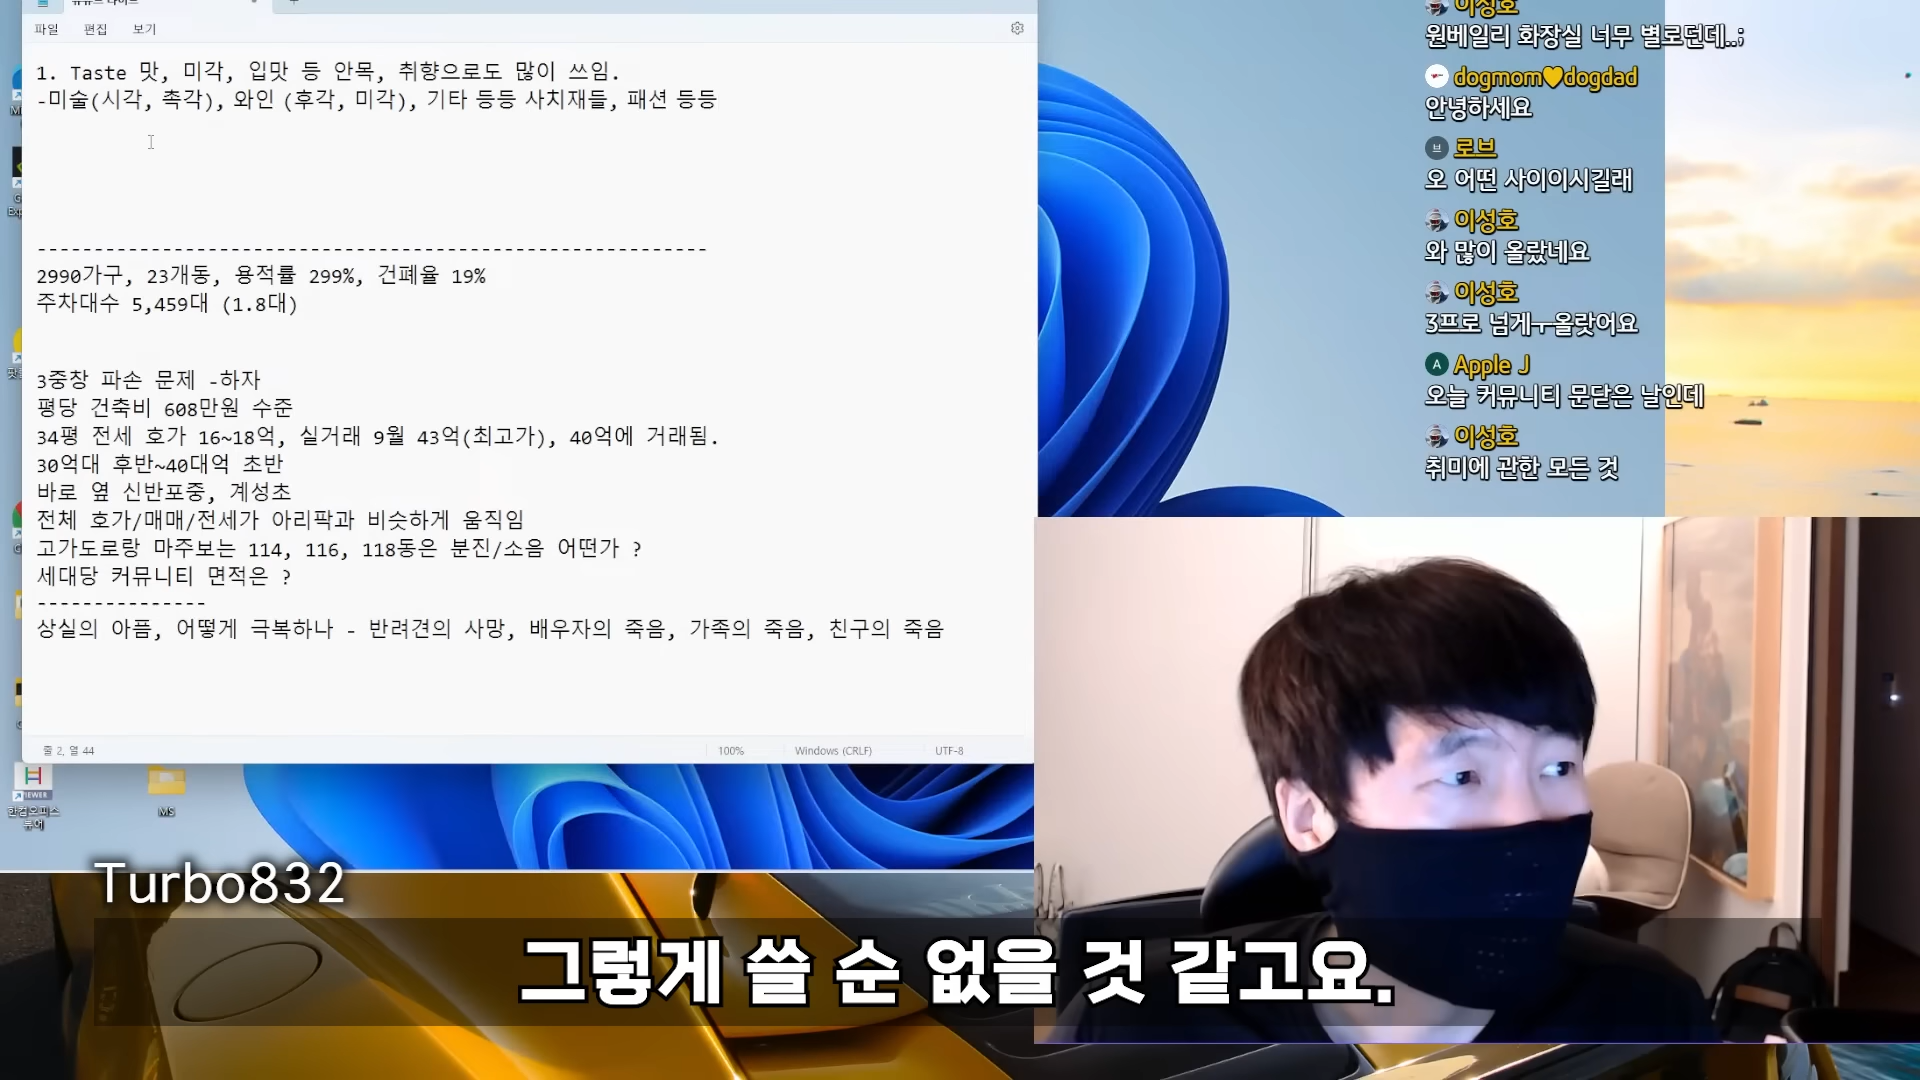 파일 편집 보기
1. Taste 맛, 미각, 입맛 등 안목, 취향으로도 많이 쓰임.
-미술(시각, 촉각), 와인 (후각, 미각), 기타 등등 사치재들, 패션 등등
-----------------------------------------------------------
2990가구, 23개동, 용적률 299%, 건폐율 19%
주차대수 5,459대 (1.8대)
3중창 파손 문제 -하자
평당 건축비 608만원 수준
34평 전세 호가 16~18억, 실거래 9월 43억(최고가), 40억에 거래됨.
30억대 후반~40대억 초반
바로 옆 신반포중, 계성초
전체 호가/매매/전세가 아리팍과 비슷하게 움직임
고가도로랑 마주보는 114, 116, 118동은 분진/소음 어떤가 ?
세대당 커뮤니티 면적은 ?
---------------
상실의 아픔, 어떻게 극복하나 - 반려견의 사망, 배우자의 죽음, 가족의 죽음, 친구의 죽음
줄 2, 열 44
100%
Windows (CRLF)
UTF-8
한컴오피스
뷰어
MS
이성호
원베일리 화장실 너무 별로던데..;
dogmom💛dogdad
안녕하세요
브 로브
오 어떤 사이이시길래
이성호
와 많이 올랐네요
이성호
3프로 넘게ㅜ올랏어요
A Apple J
오늘 커뮤니티 문닫은 날인데
이성호
취미에 관한 모든 것
Turbo832
그렇게 쓸 순 없을 것 같고요.